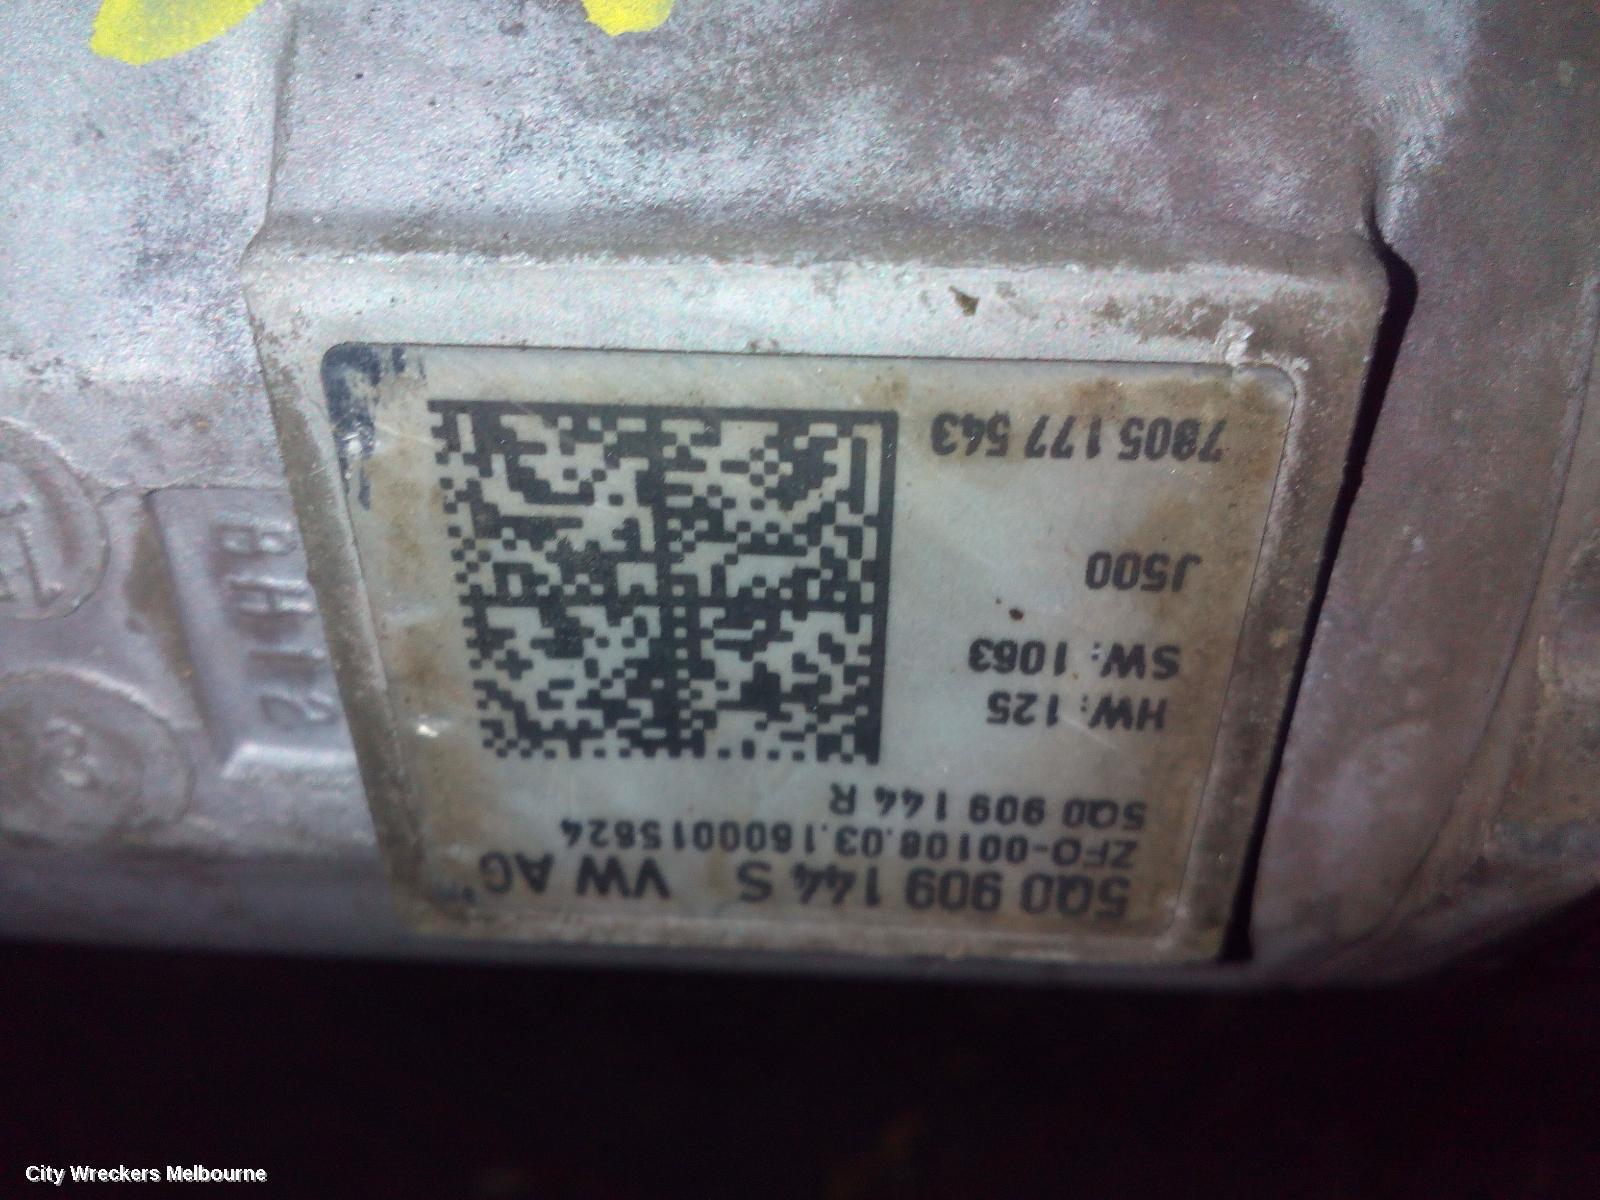 5Q0 909 144 S VW AG
ZFO-00108.03.1600015624
5Q0 909 144 R
HW: 125
SW: 1063
J500
7805 177 543
City Wreckers Melbourne